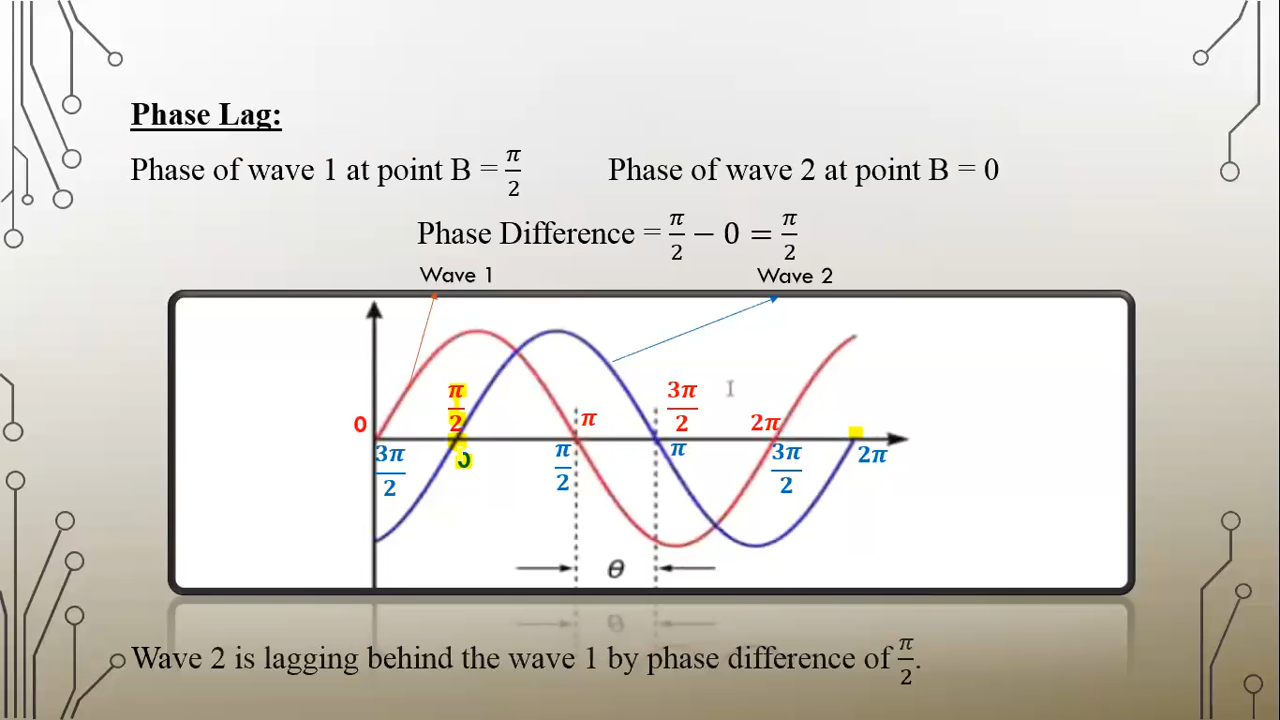 Phase Lag:
Phase of wave 1 at point B = π/2 Phase of wave 2 at point B = 0
Phase Difference = π/2 − 0 = π/2
Wave 1 Wave 2
0 π/2 π 3π/2 2π
3π/2 0 π/2 π 3π/2 2π
θ
Wave 2 is lagging behind the wave 1 by phase difference of π/2.